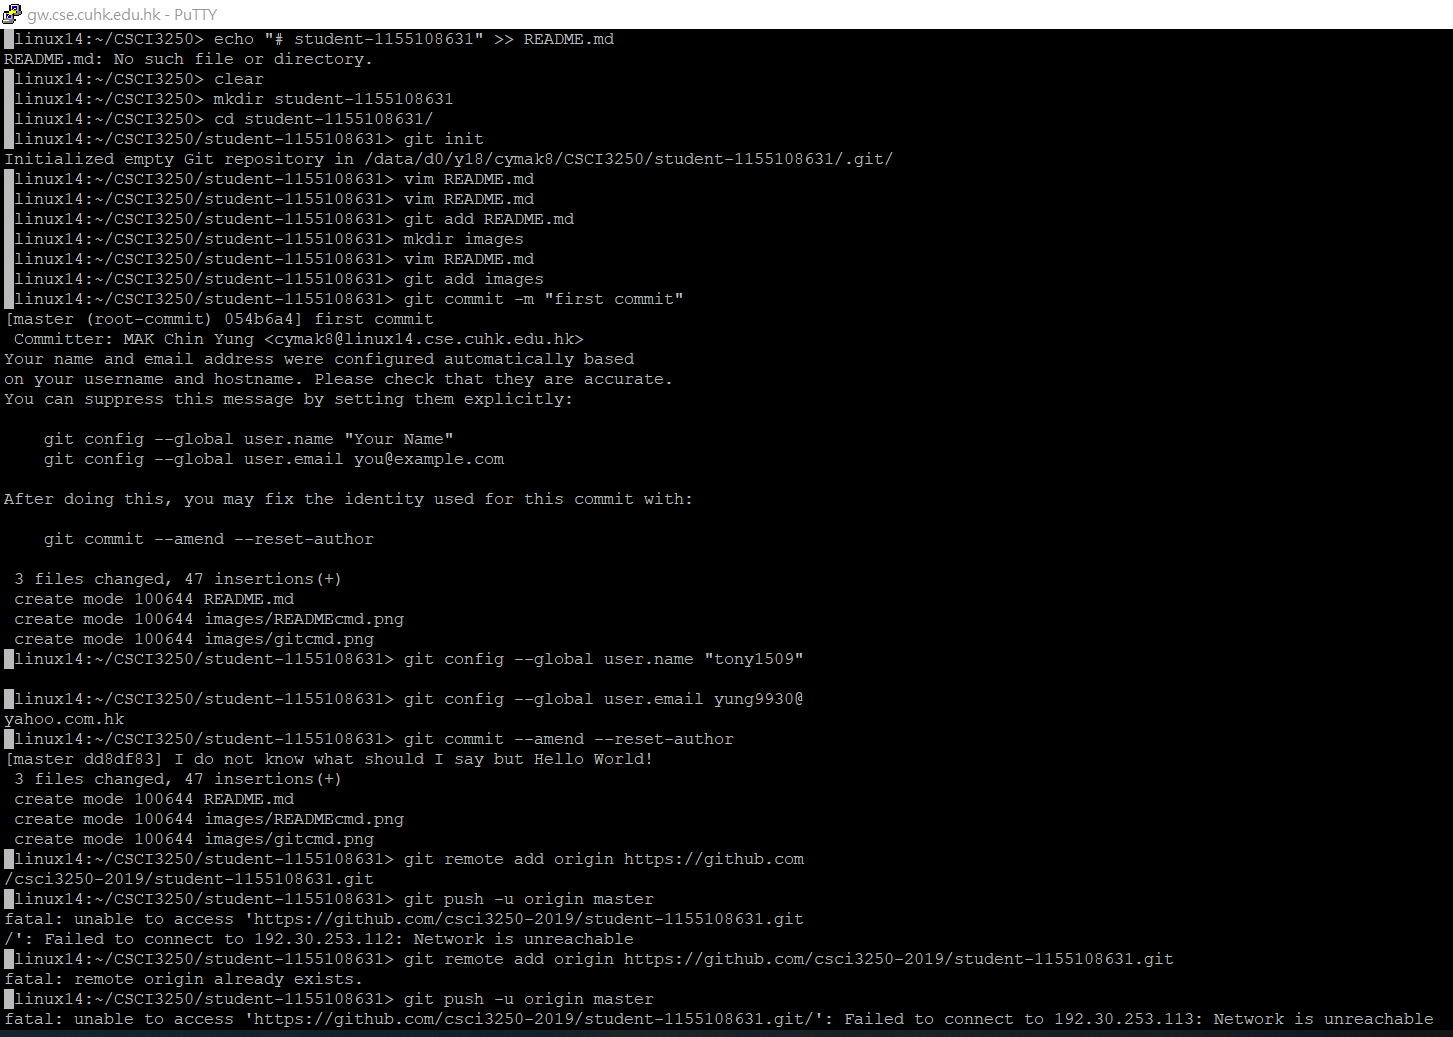 gw.cse.cuhk.edu.hk - PuTTY
linux14:~/CSCI3250> echo "# student-1155108631" >> README.md
README.md: No such file or directory.
linux14:~/CSCI3250> clear
linux14:~/CSCI3250> mkdir student-1155108631
linux14:~/CSCI3250> cd student-1155108631/
linux14:~/CSCI3250/student-1155108631> git init
Initialized empty Git repository in /data/d0/y18/cymak8/CSCI3250/student-1155108631/.git/
linux14:~/CSCI3250/student-1155108631> vim README.md
linux14:~/CSCI3250/student-1155108631> vim README.md
linux14:~/CSCI3250/student-1155108631> git add README.md
linux14:~/CSCI3250/student-1155108631> mkdir images
linux14:~/CSCI3250/student-1155108631> vim README.md
linux14:~/CSCI3250/student-1155108631> git add images
linux14:~/CSCI3250/student-1155108631> git commit -m "first commit"
[master (root-commit) 054b6a4] first commit
 Committer: MAK Chin Yung <cymak8@linux14.cse.cuhk.edu.hk>
Your name and email address were configured automatically based
on your username and hostname. Please check that they are accurate.
You can suppress this message by setting them explicitly:

    git config --global user.name "Your Name"
    git config --global user.email you@example.com

After doing this, you may fix the identity used for this commit with:

    git commit --amend --reset-author

 3 files changed, 47 insertions(+)
 create mode 100644 README.md
 create mode 100644 images/READMEcmd.png
 create mode 100644 images/gitcmd.png
linux14:~/CSCI3250/student-1155108631> git config --global user.name "tony1509"

linux14:~/CSCI3250/student-1155108631> git config --global user.email yung9930@
yahoo.com.hk
linux14:~/CSCI3250/student-1155108631> git commit --amend --reset-author
[master dd8df83] I do not know what should I say but Hello World!
 3 files changed, 47 insertions(+)
 create mode 100644 README.md
 create mode 100644 images/READMEcmd.png
 create mode 100644 images/gitcmd.png
linux14:~/CSCI3250/student-1155108631> git remote add origin https://github.com
/csci3250-2019/student-1155108631.git
linux14:~/CSCI3250/student-1155108631> git push -u origin master
fatal: unable to access 'https://github.com/csci3250-2019/student-1155108631.git
/': Failed to connect to 192.30.253.112: Network is unreachable
linux14:~/CSCI3250/student-1155108631> git remote add origin https://github.com/csci3250-2019/student-1155108631.git
fatal: remote origin already exists.
linux14:~/CSCI3250/student-1155108631> git push -u origin master
fatal: unable to access 'https://github.com/csci3250-2019/student-1155108631.git/': Failed to connect to 192.30.253.113: Network is unreachable